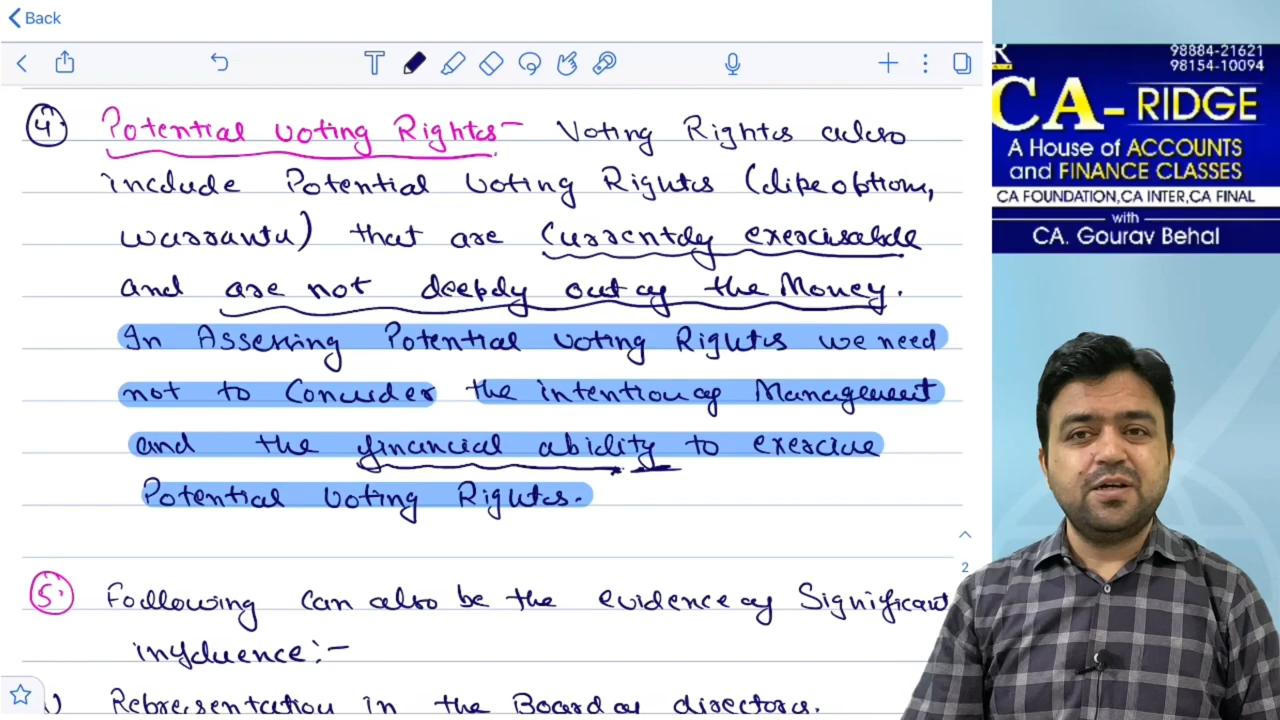 Back
4. Potential Voting Rights - Voting Rights also
include Potential Voting Rights (like options,
warrants) that are currently exercisable
and are not deeply out of the Money.
In Assessing Potential Voting Rights we need
not to Consider the intention of Management
and the financial ability to exercise
Potential Voting Rights.
2
5. Following can also be the evidence of Significant
influence:-
Representation in the Board of directors.
R
98884-21621
98154-10094
CA- RIDGE
A House of ACCOUNTS
and FINANCE CLASSES
CA FOUNDATION,CA INTER,CA FINAL
with
CA. Gourav Behal